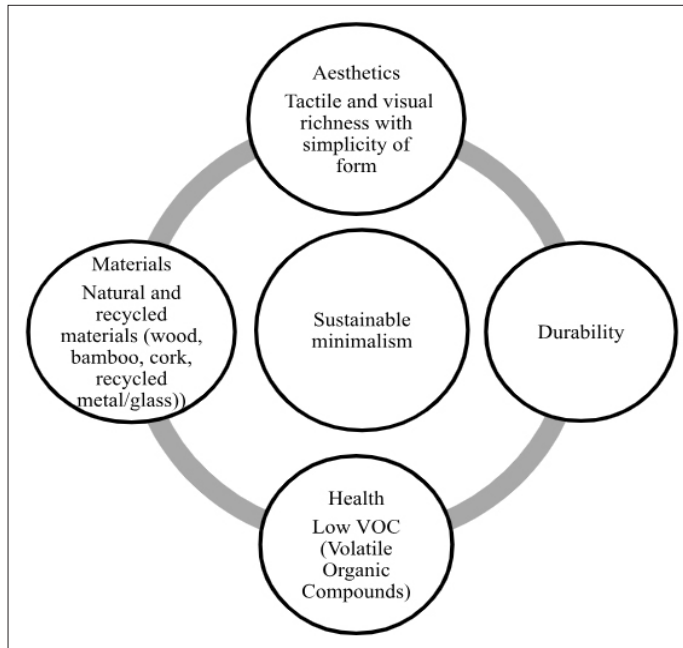 Aesthetics
Tactile and visual
richness with
simplicity of
form
Materials
Natural and
recycled
materials (wood,
bamboo, cork,
recycled
metal/glass))
Sustainable
minimalism
Durability
Health
Low VOC
(Volatile
Organic
Compounds)